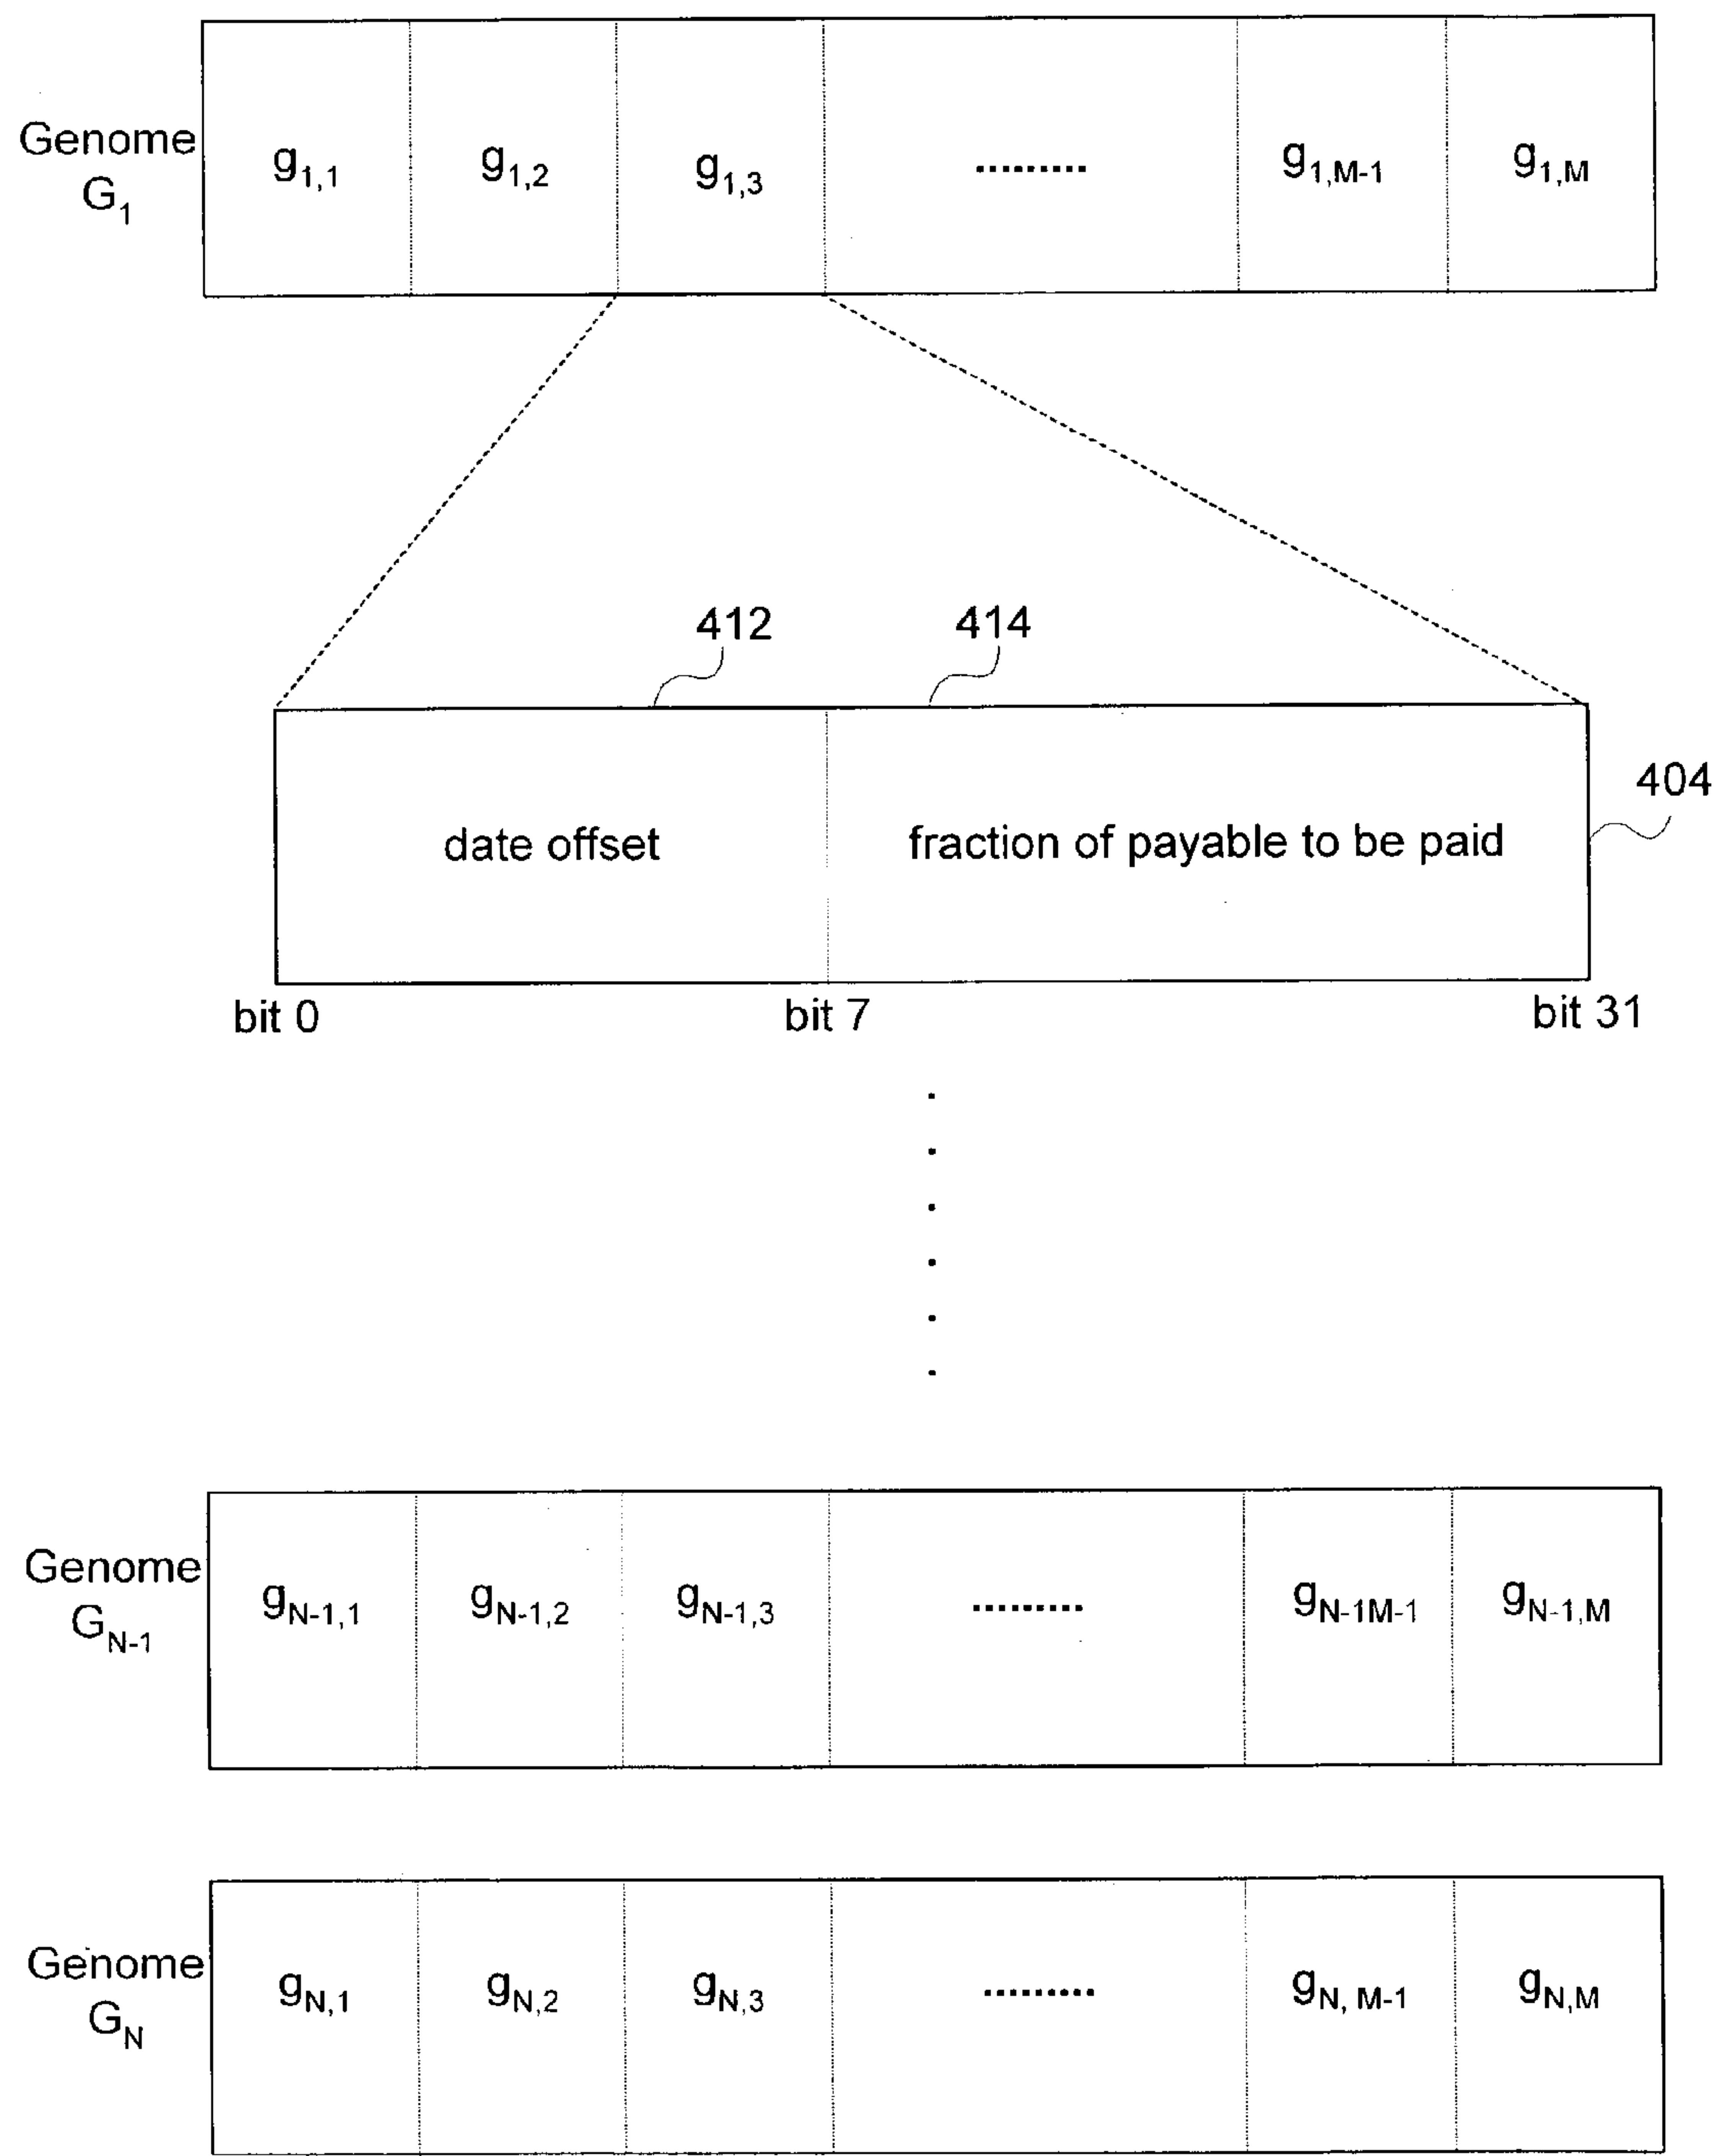 Genome
G1
g1,1 g1,2 g1,3 ......... g1,M-1 g1,M
412 414
404
date offset fraction of payable to be paid
bit 0 bit 7 bit 31
Genome
GN-1
gN-1,1 gN-1,2 gN-1,3 ......... gN-1M-1 gN-1,M
Genome
GN
gN,1 gN,2 gN,3 ......... gN, M-1 gN,M